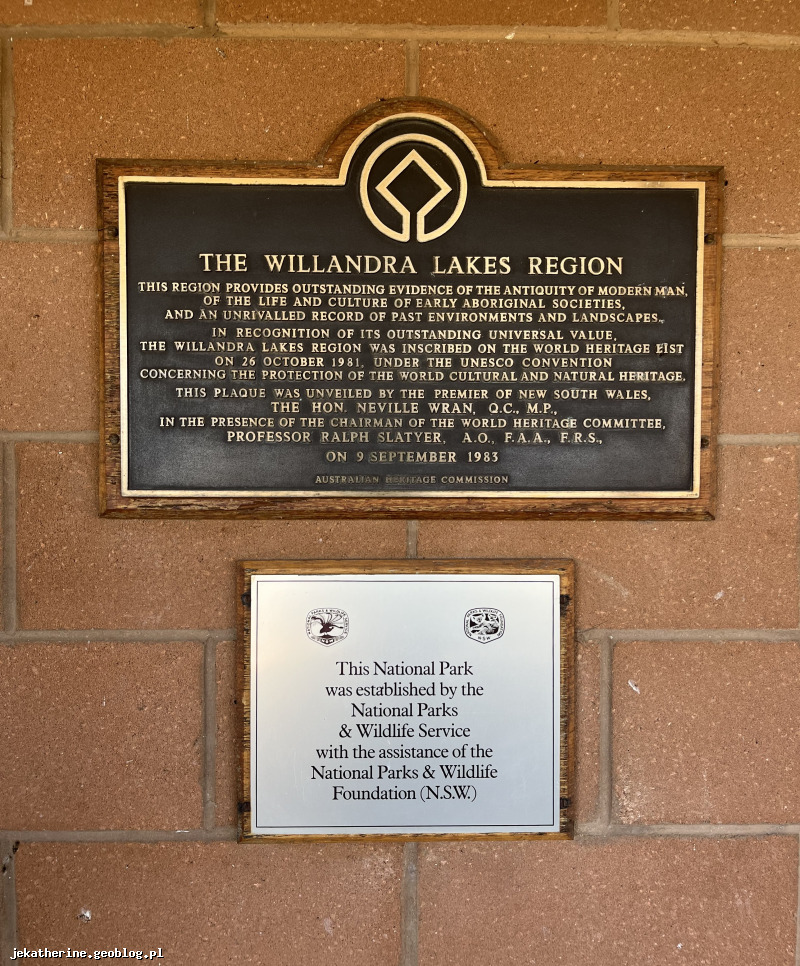 THE WILLANDRA LAKES REGION
THIS REGION PROVIDES OUTSTANDING EVIDENCE OF THE ANTIQUITY OF MODERN MAN,
OF THE LIFE AND CULTURE OF EARLY ABORIGINAL SOCIETIES,
AND AN UNRIVALLED RECORD OF PAST ENVIRONMENTS AND LANDSCAPES.
IN RECOGNITION OF ITS OUTSTANDING UNIVERSAL VALUE,
THE WILLANDRA LAKES REGION WAS INSCRIBED ON THE WORLD HERITAGE LIST
ON 26 OCTOBER 1981, UNDER THE UNESCO CONVENTION
CONCERNING THE PROTECTION OF THE WORLD CULTURAL AND NATURAL HERITAGE.
THIS PLAQUE WAS UNVEILED BY THE PREMIER OF NEW SOUTH WALES,
THE HON. NEVILLE WRAN, Q.C., M.P.,
IN THE PRESENCE OF THE CHAIRMAN OF THE WORLD HERITAGE COMMITTEE,
PROFESSOR RALPH SLATYER, A.O., F.A.A., F.R.S.,
ON 9 SEPTEMBER 1983
AUSTRALIAN HERITAGE COMMISSION
This National Park
was established by the
National Parks
& Wildlife Service
with the assistance of the
National Parks & Wildlife
Foundation (N.S.W.)
jekatherine.geoblog.pl